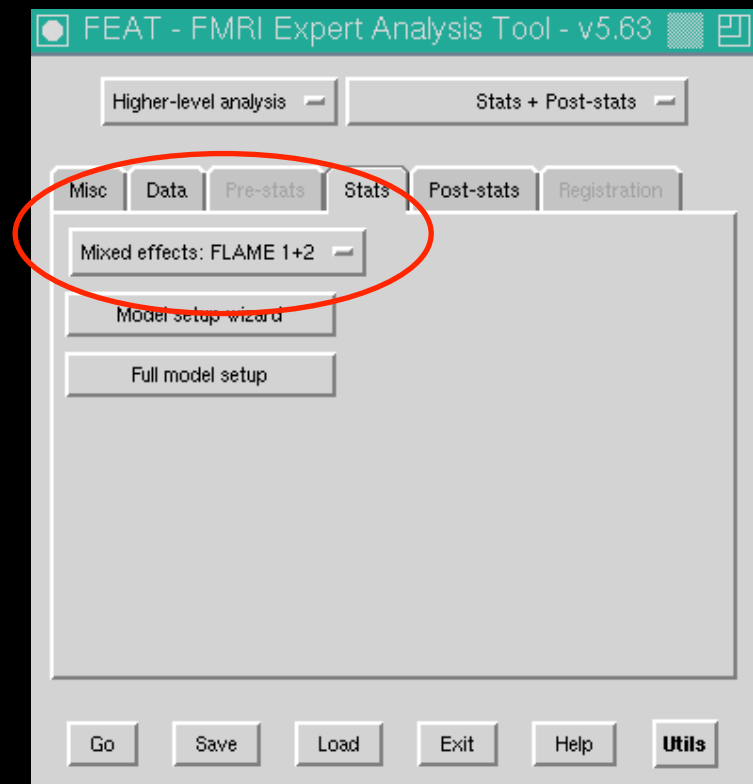 FEAT - FMRI Expert Analysis Tool - v5.63
Higher-level analysis Stats + Post-stats
Misc Data Pre-stats Stats Post-stats Registration
Mixed effects: FLAME 1+2
Model setup wizard
Full model setup
Go Save Load Exit Help Utils